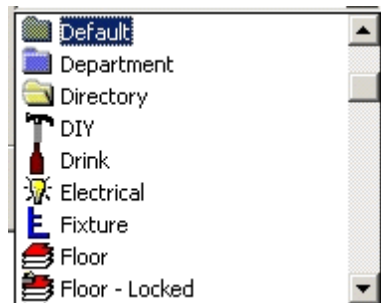 Default
Department
Directory
DIY
Drink
Electrical
Fixture
Floor
Floor - Locked